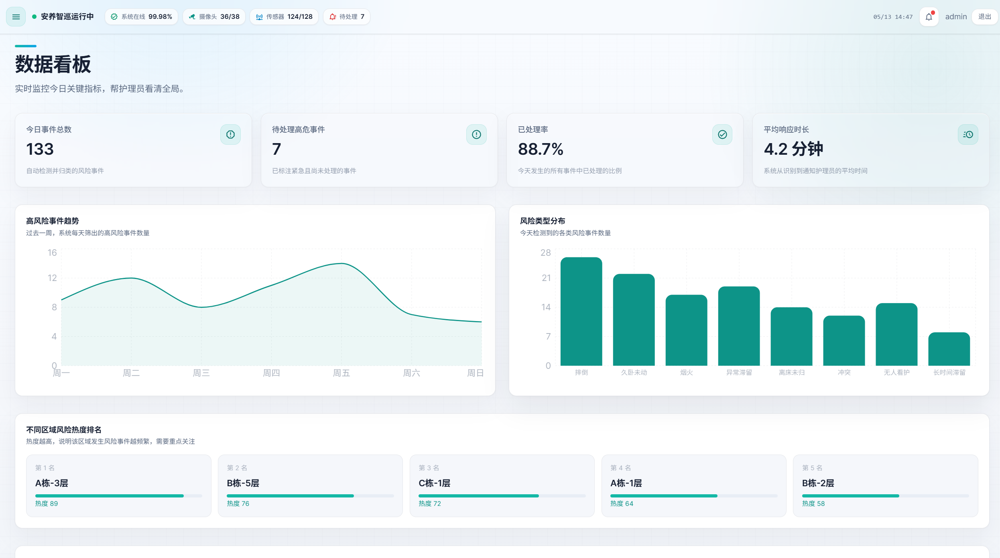 安养智巡运行中 系统在线 99.98% 摄像头 36/38 传感器 124/128 待处理 7 05/13 14:47 admin 退出
数据看板
实时监控今日关键指标，帮护理员看清全局。
今日事件总数
133
自动检测并归类的风险事件
待处理高危事件
7
已标注紧急且尚未处理的事件
已处理率
88.7%
今天发生的所有事件中已处理的比例
平均响应时长
4.2 分钟
系统从识别到通知护理员的平均时间
高风险事件趋势
过去一周，系统每天筛出的高风险事件数量
16
12
8
4
0
周一 周二 周三 周四 周五 周六 周日
风险类型分布
今天检测到的各类风险事件数量
28
21
14
7
0
摔倒 久卧未动 烟火 异常滞留 离床未归 冲突 无人看护 长时间滞留
不同区域风险热度排名
热度越高，说明该区域发生风险事件越频繁，需要重点关注
第 1 名
A栋-3层
热度 89
第 2 名
B栋-5层
热度 76
第 3 名
C栋-1层
热度 72
第 4 名
A栋-1层
热度 64
第 5 名
B栋-2层
热度 58